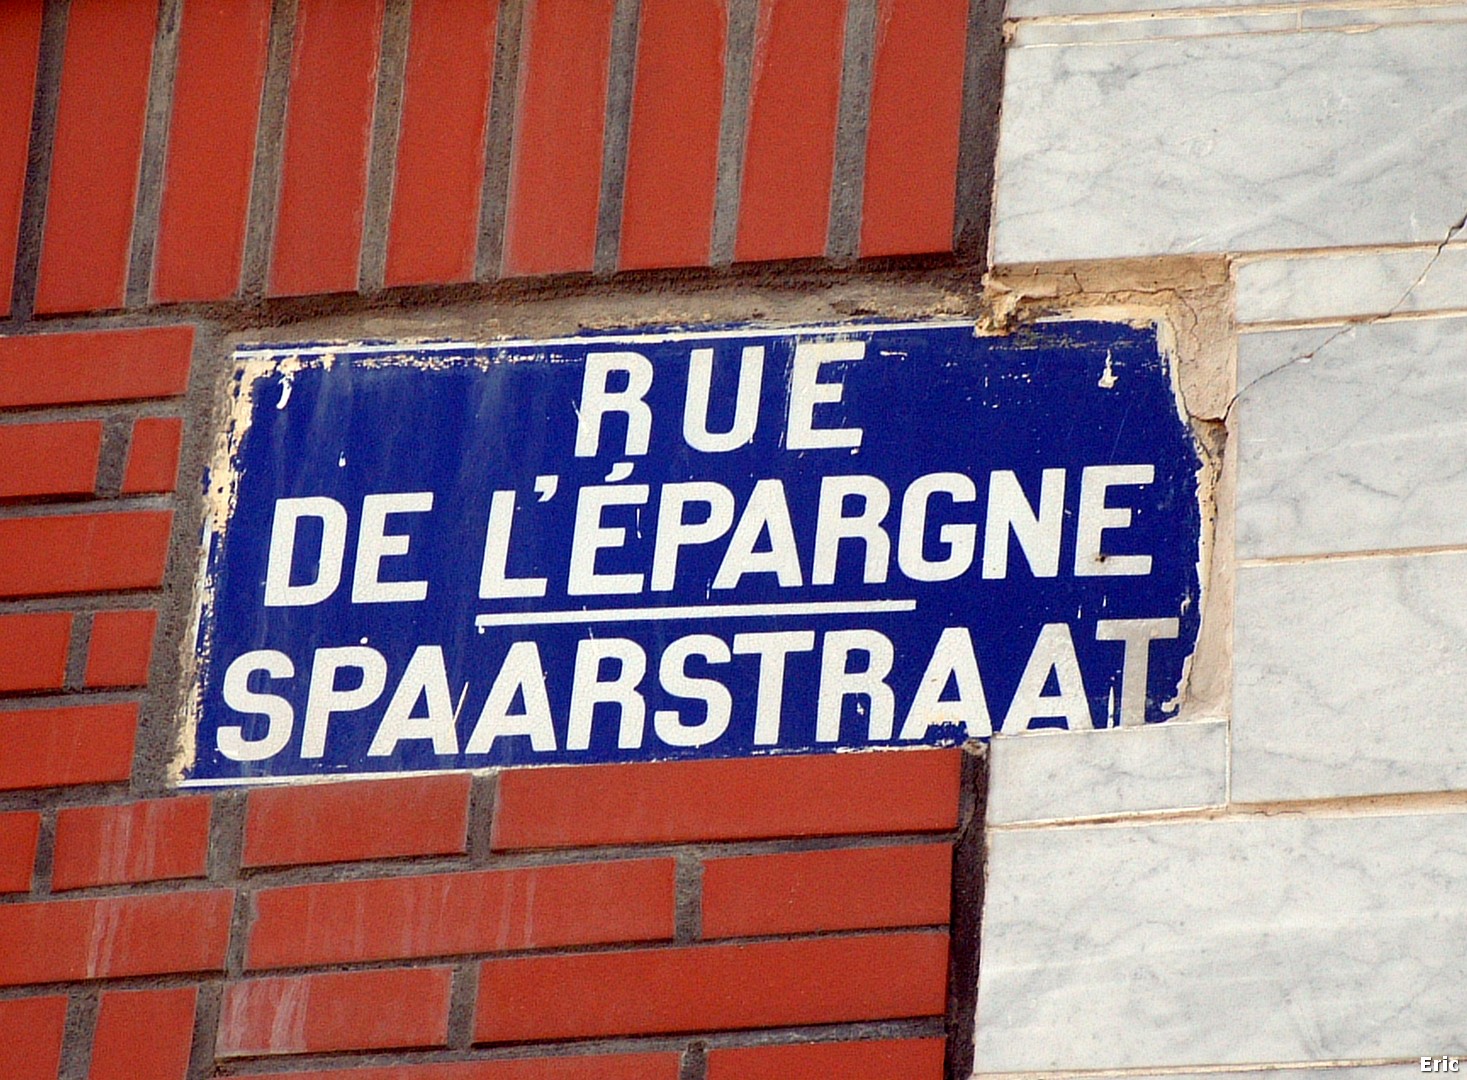 RUE
DE L'ÉPARGNE
SPAARSTRAAT
Eric